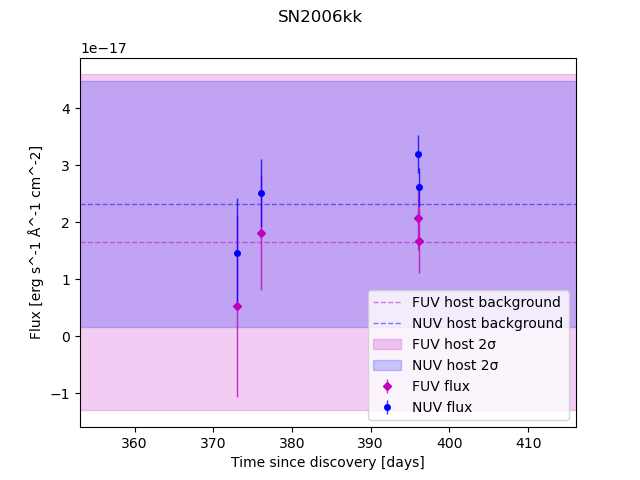 SN2006kk
1e−17
Flux [erg s^-1 Å^-1 cm^-2]
4
3
2
1
0
−1
FUV host background
NUV host background
FUV host 2σ
NUV host 2σ
FUV flux
NUV flux
360 370 380 390 400 410
Time since discovery [days]